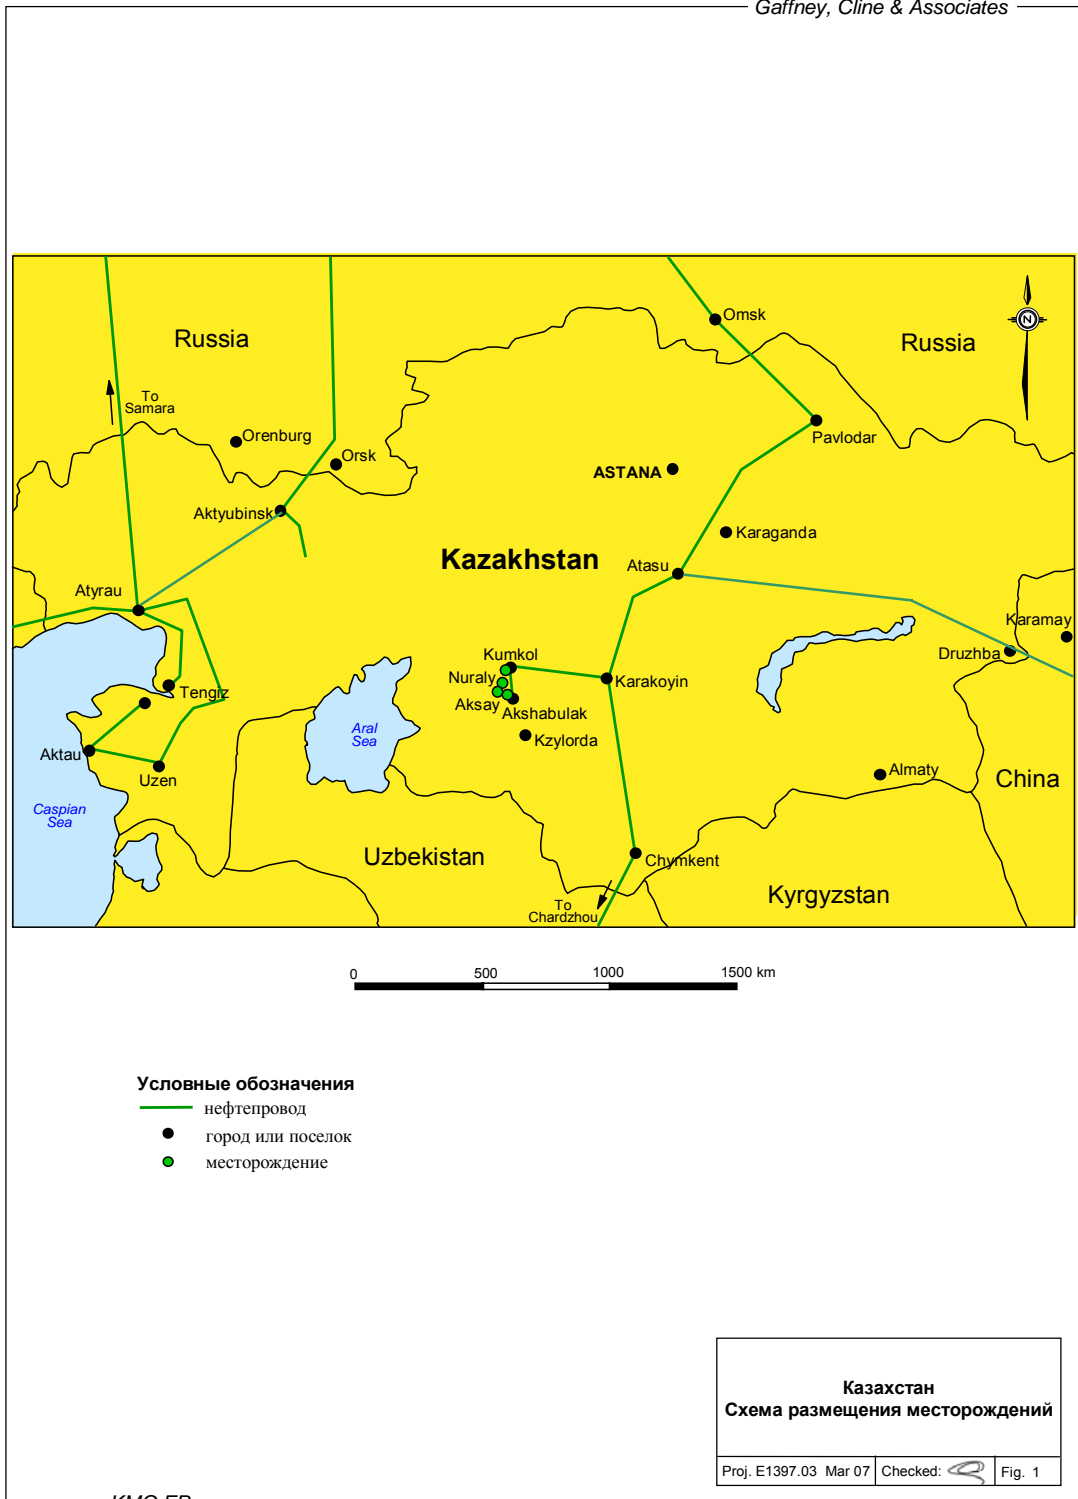 Gaffney, Cline & Associates
Omsk
Russia
Russia
To
Samara
Orenburg
Pavlodar
Orsk
ASTANA
Aktyubinsk
Karaganda
Kazakhstan
Atasu
Atyrau
Karamay
Druzhba
Kumkol
Nuraly
Karakoyin
Tengiz
Aksay
Akshabulak
Aral
Sea
Kzylorda
Aktau
Uzen
Almaty
China
Caspian
Sea
Uzbekistan
Chymkent
Kyrgyzstan
To
Chardzhou
N
0 500 1000 1500 km
Условные обозначения
нефтепровод
город или поселок
месторождение
Казахстан
Схема размещения месторождений
Proj. E1397.03 Mar 07 Checked: Fig. 1
KMG EP